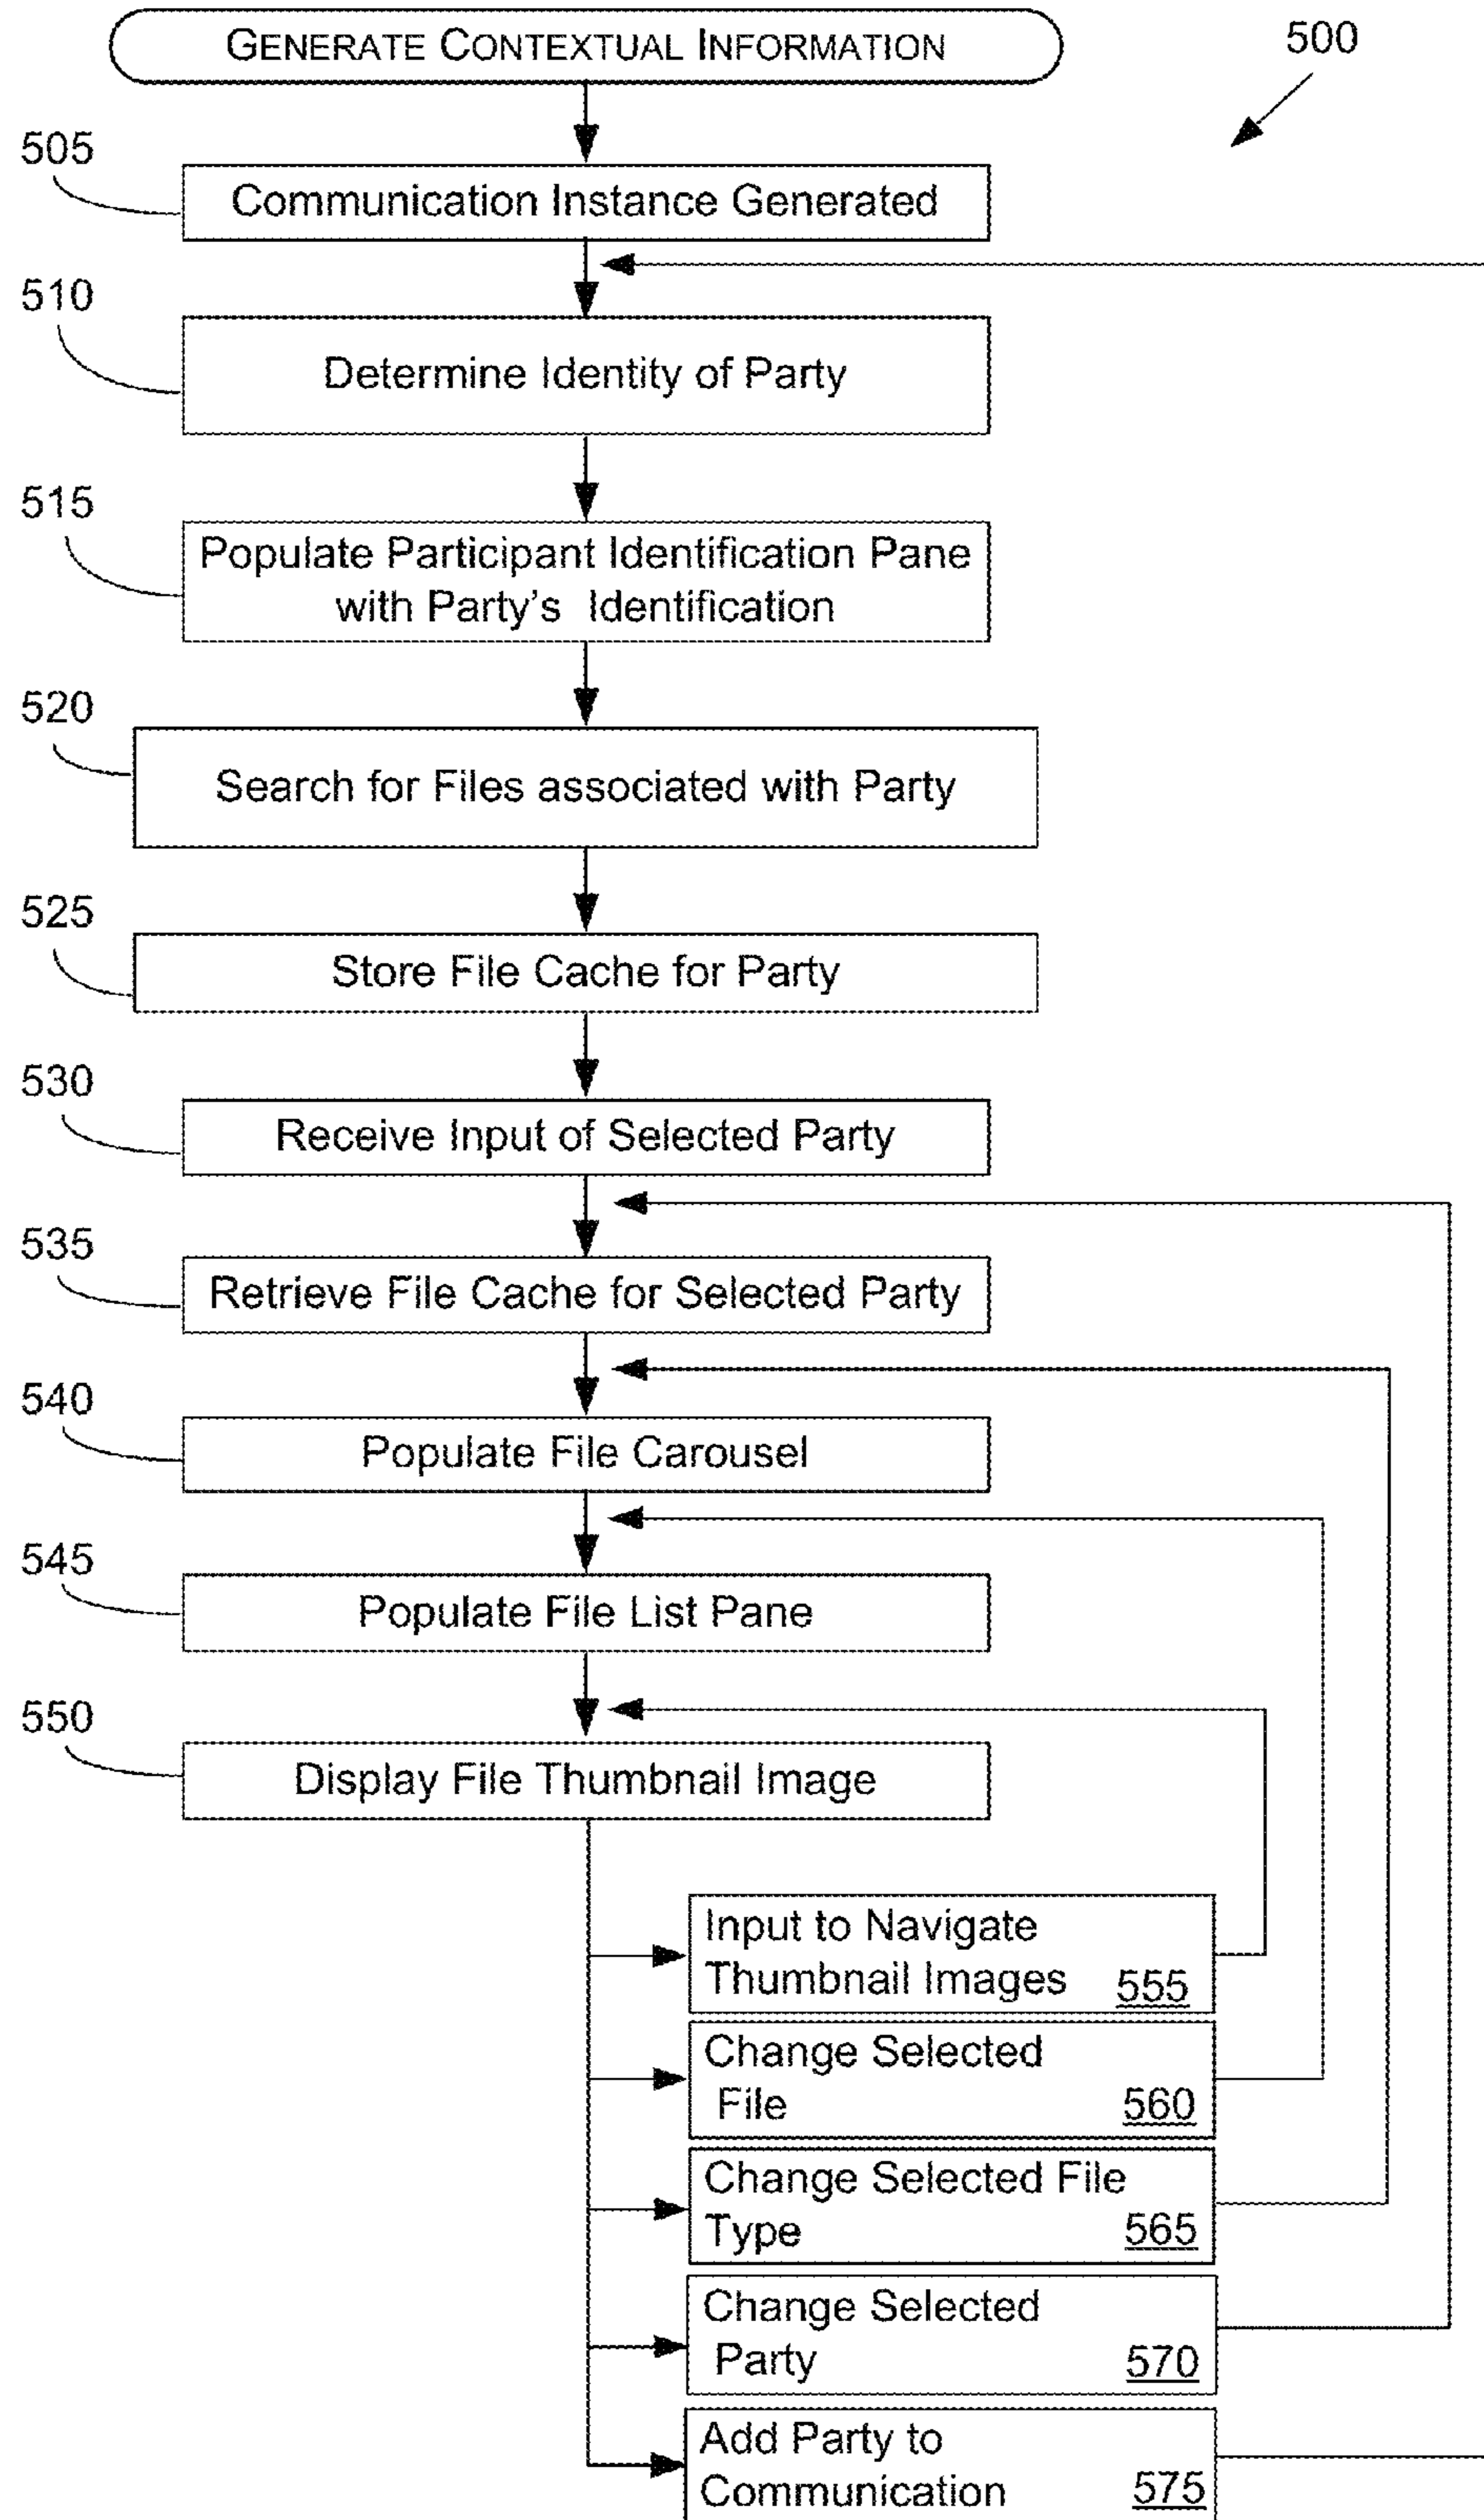 GENERATE CONTEXTUAL INFORMATION
500
505
Communication Instance Generated
510
Determine Identity of Party
515
Populate Participant Identification Pane
with Party's Identification
520
Search for Files associated with Party
525
Store File Cache for Party
530
Receive Input of Selected Party
535
Retrieve File Cache for Selected Party
540
Populate File Carousel
545
Populate File List Pane
550
Display File Thumbnail Image
Input to Navigate
Thumbnail Images 555
Change Selected
File 560
Change Selected File
Type 565
Change Selected
Party 570
Add Party to
Communication 575